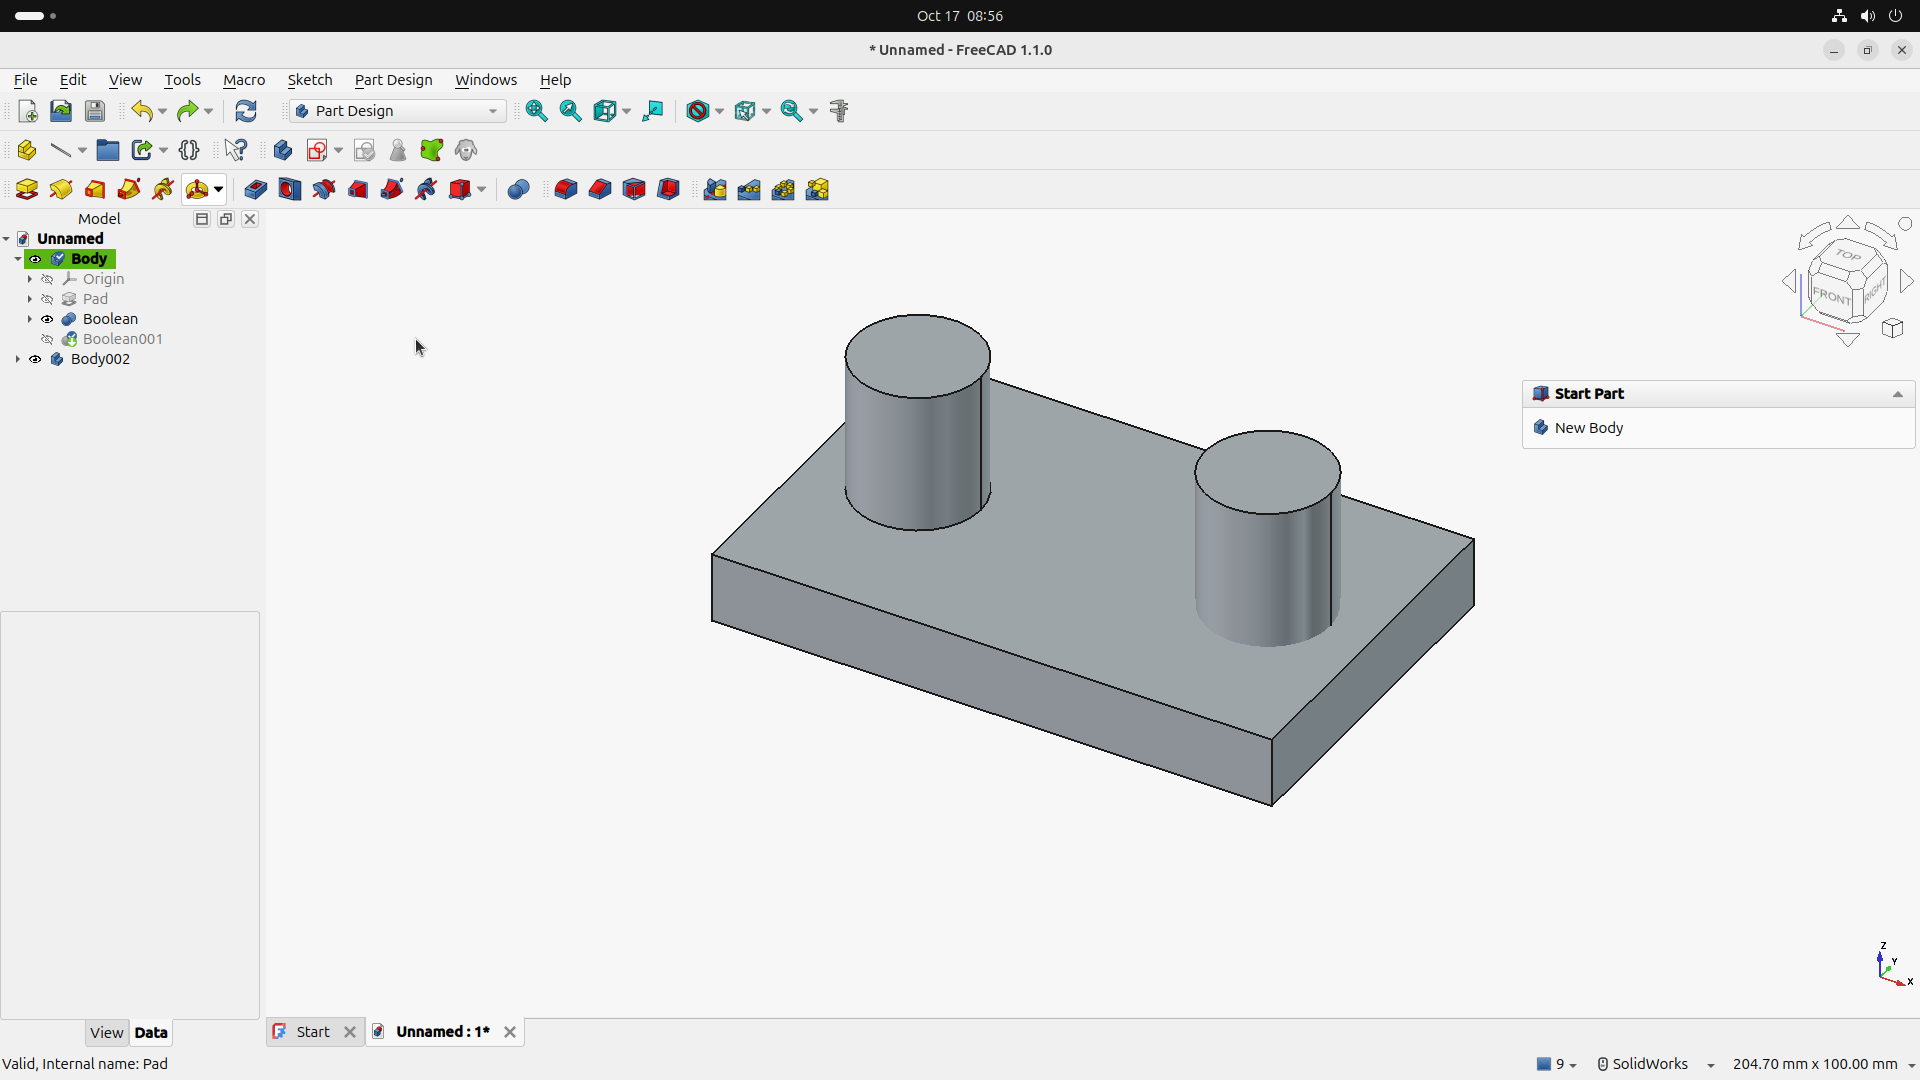 Oct 17 08:56
* Unnamed - FreeCAD 1.1.0
File Edit View Tools Macro Sketch Part Design Windows Help
Part Design
Model
Unnamed
Body
Origin
Pad
Boolean
Boolean001
Body002
TOP
FRONT
RIGHT
Start Part
New Body
Z
Y
X
View Data
Start
Unnamed : 1*
Valid, Internal name: Pad
9
SolidWorks
204.70 mm x 100.00 mm